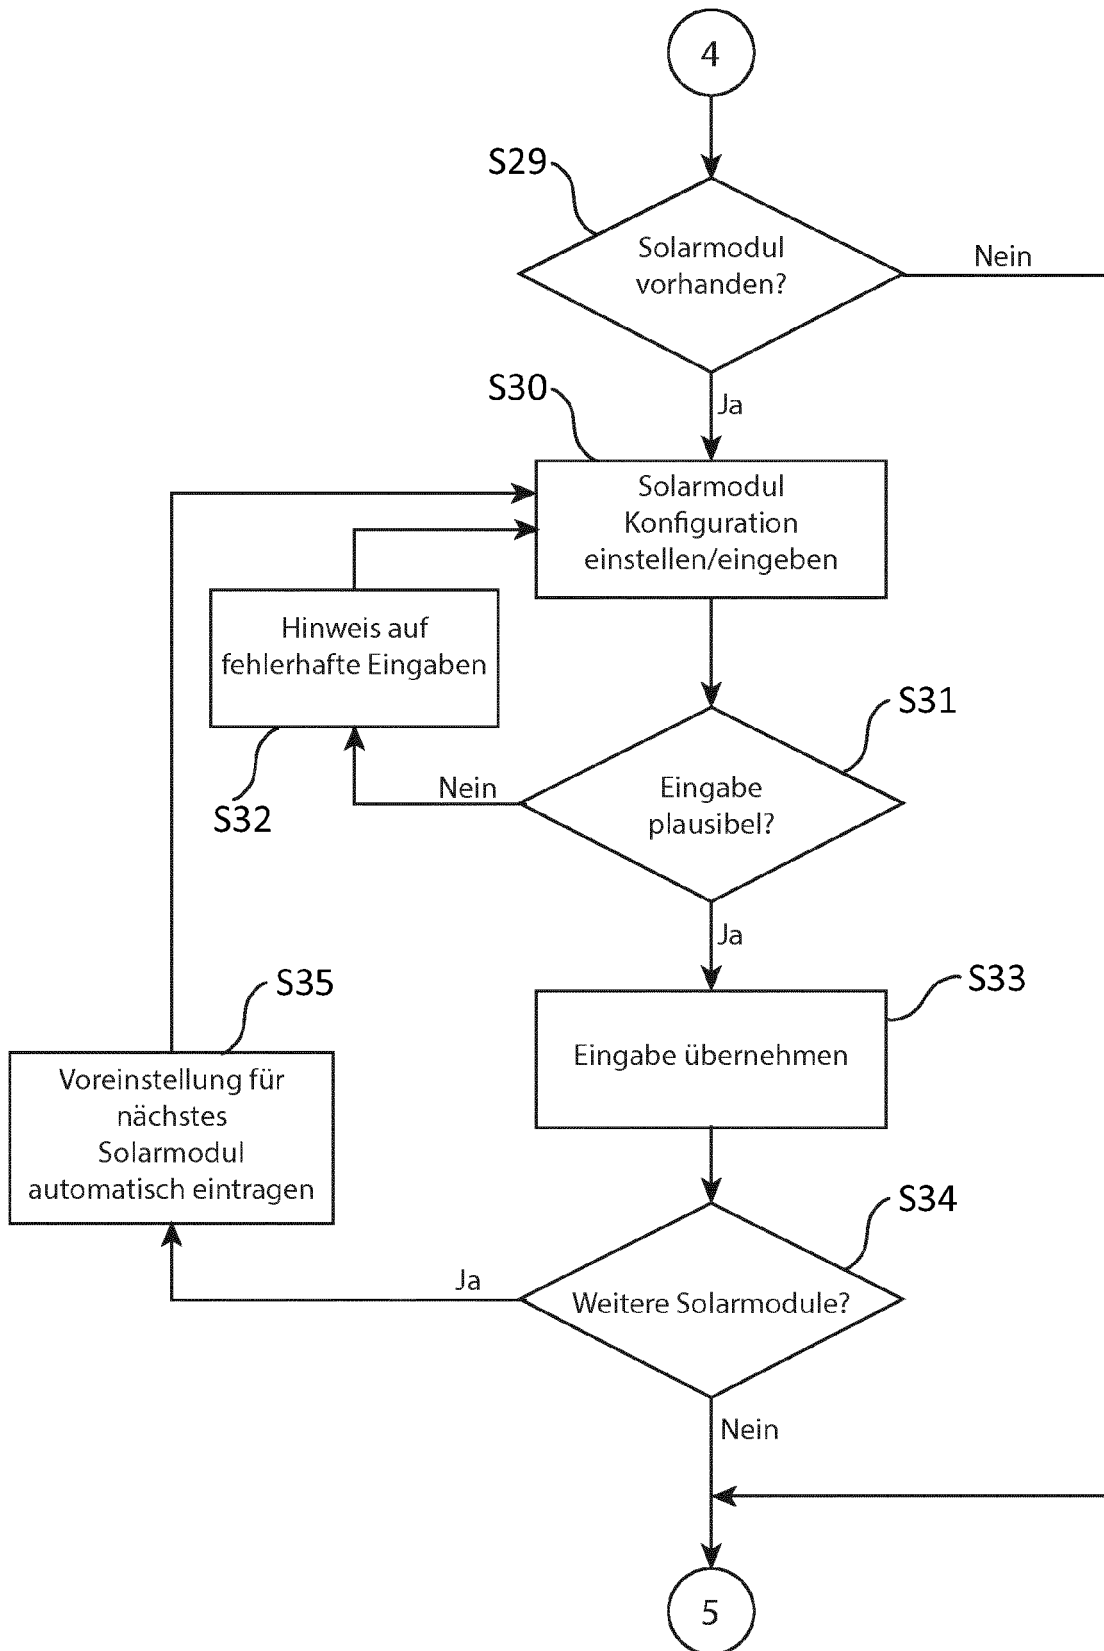 4
S29
Solarmodul
vorhanden?
Nein
S30
Ja
Solarmodul
Konfiguration
einstellen/eingeben
Hinweis auf
fehlerhafte Eingaben
S32
S31
Nein
Eingabe
plausibel?
Ja
S33
S35
Eingabe übernehmen
Voreinstellung für
nächstes
Solarmodul
automatisch eintragen
S34
Ja
Weitere Solarmodule?
Nein
5